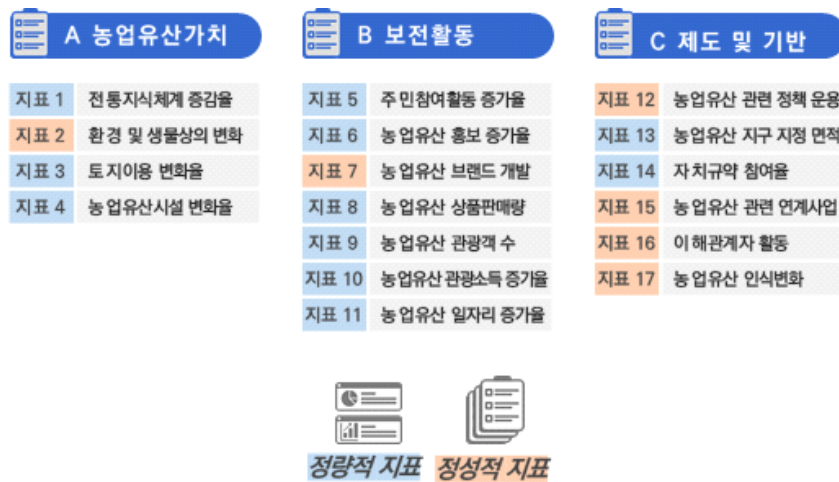 A 농업유산가치
지표 1 전통지식체계 증감율
지표 2 환경 및 생물상의 변화
지표 3 토지이용 변화율
지표 4 농업유산시설 변화율
B 보전활동
지표 5 주민참여활동 증가율
지표 6 농업유산 홍보 증가율
지표 7 농업유산 브랜드 개발
지표 8 농업유산 상품판매량
지표 9 농업유산 관광객 수
지표 10 농업유산 관광소득 증가율
지표 11 농업유산 일자리 증가율
C 제도 및 기반
지표 12 농업유산 관련 정책 운용
지표 13 농업유산 지구 지정 면적
지표 14 자치규약 참여율
지표 15 농업유산 관련 연계사업
지표 16 이해관계자 활동
지표 17 농업유산 인식변화
정량적 지표 정성적 지표